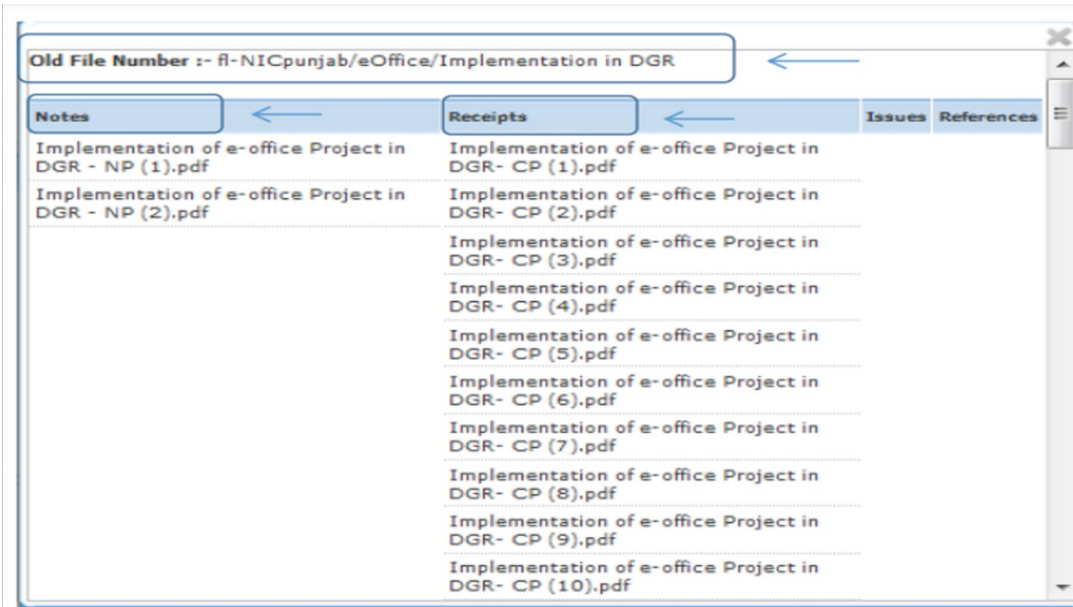 Old File Number :- fl-NICpunjab/eOffice/Implementation in DGR
Notes Receipts Issues References
Implementation of e-office Project in
DGR - NP (1).pdf
Implementation of e-office Project in
DGR- CP (1).pdf
Implementation of e-office Project in
DGR - NP (2).pdf
Implementation of e-office Project in
DGR- CP (2).pdf
Implementation of e-office Project in
DGR- CP (3).pdf
Implementation of e-office Project in
DGR- CP (4).pdf
Implementation of e-office Project in
DGR- CP (5).pdf
Implementation of e-office Project in
DGR- CP (6).pdf
Implementation of e-office Project in
DGR- CP (7).pdf
Implementation of e-office Project in
DGR- CP (8).pdf
Implementation of e-office Project in
DGR- CP (9).pdf
Implementation of e-office Project in
DGR- CP (10).pdf